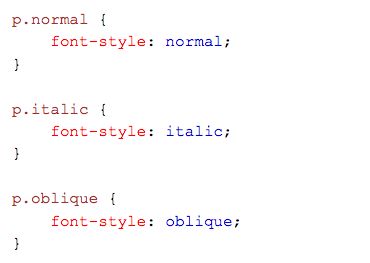 p.normal {
    font-style: normal;
}

p.italic {
    font-style: italic;
}

p.oblique {
    font-style: oblique;
}